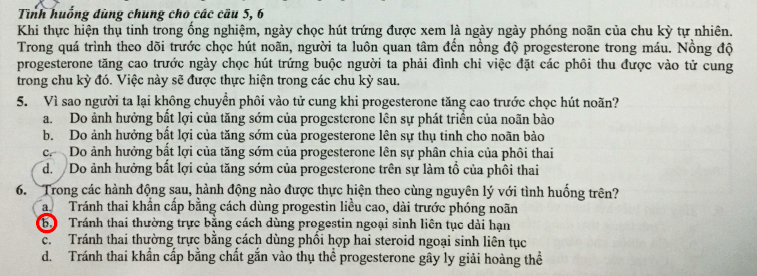 Tình huống dùng chung cho các câu 5, 6
Khi thực hiện thụ tinh trong ống nghiệm, ngày chọc hút trứng được xem là ngày ngày phóng noãn của chu kỳ tự nhiên.
Trong quá trình theo dõi trước chọc hút noãn, người ta luôn quan tâm đến nồng độ progesterone trong máu. Nồng độ
progesterone tăng cao trước ngày chọc hút trứng buộc người ta phải đình chỉ việc đặt các phôi thu được vào tử cung
trong chu kỳ đó. Việc này sẽ được thực hiện trong các chu kỳ sau.
5. Vì sao người ta lại không chuyển phôi vào tử cung khi progesterone tăng cao trước chọc hút noãn?
a. Do ảnh hưởng bất lợi của tăng sớm của progesterone lên sự phát triển của noãn bào
b. Do ảnh hưởng bất lợi của tăng sớm của progesterone lên sự thụ tinh cho noãn bào
c. Do ảnh hưởng bất lợi của tăng sớm của progesterone lên sự phân chia của phôi thai
d. Do ảnh hưởng bất lợi của tăng sớm của progesterone trên sự làm tổ của phôi thai
6. Trong các hành động sau, hành động nào được thực hiện theo cùng nguyên lý với tình huống trên?
a. Tránh thai khẩn cấp bằng cách dùng progestin liều cao, dài trước phóng noãn
b. Tránh thai thường trực bằng cách dùng progestin ngoại sinh liên tục dài hạn
c. Tránh thai thường trực bằng cách dùng phối hợp hai steroid ngoại sinh liên tục
d. Tránh thai khẩn cấp bằng chất gắn vào thụ thể progesterone gây ly giải hoàng thể